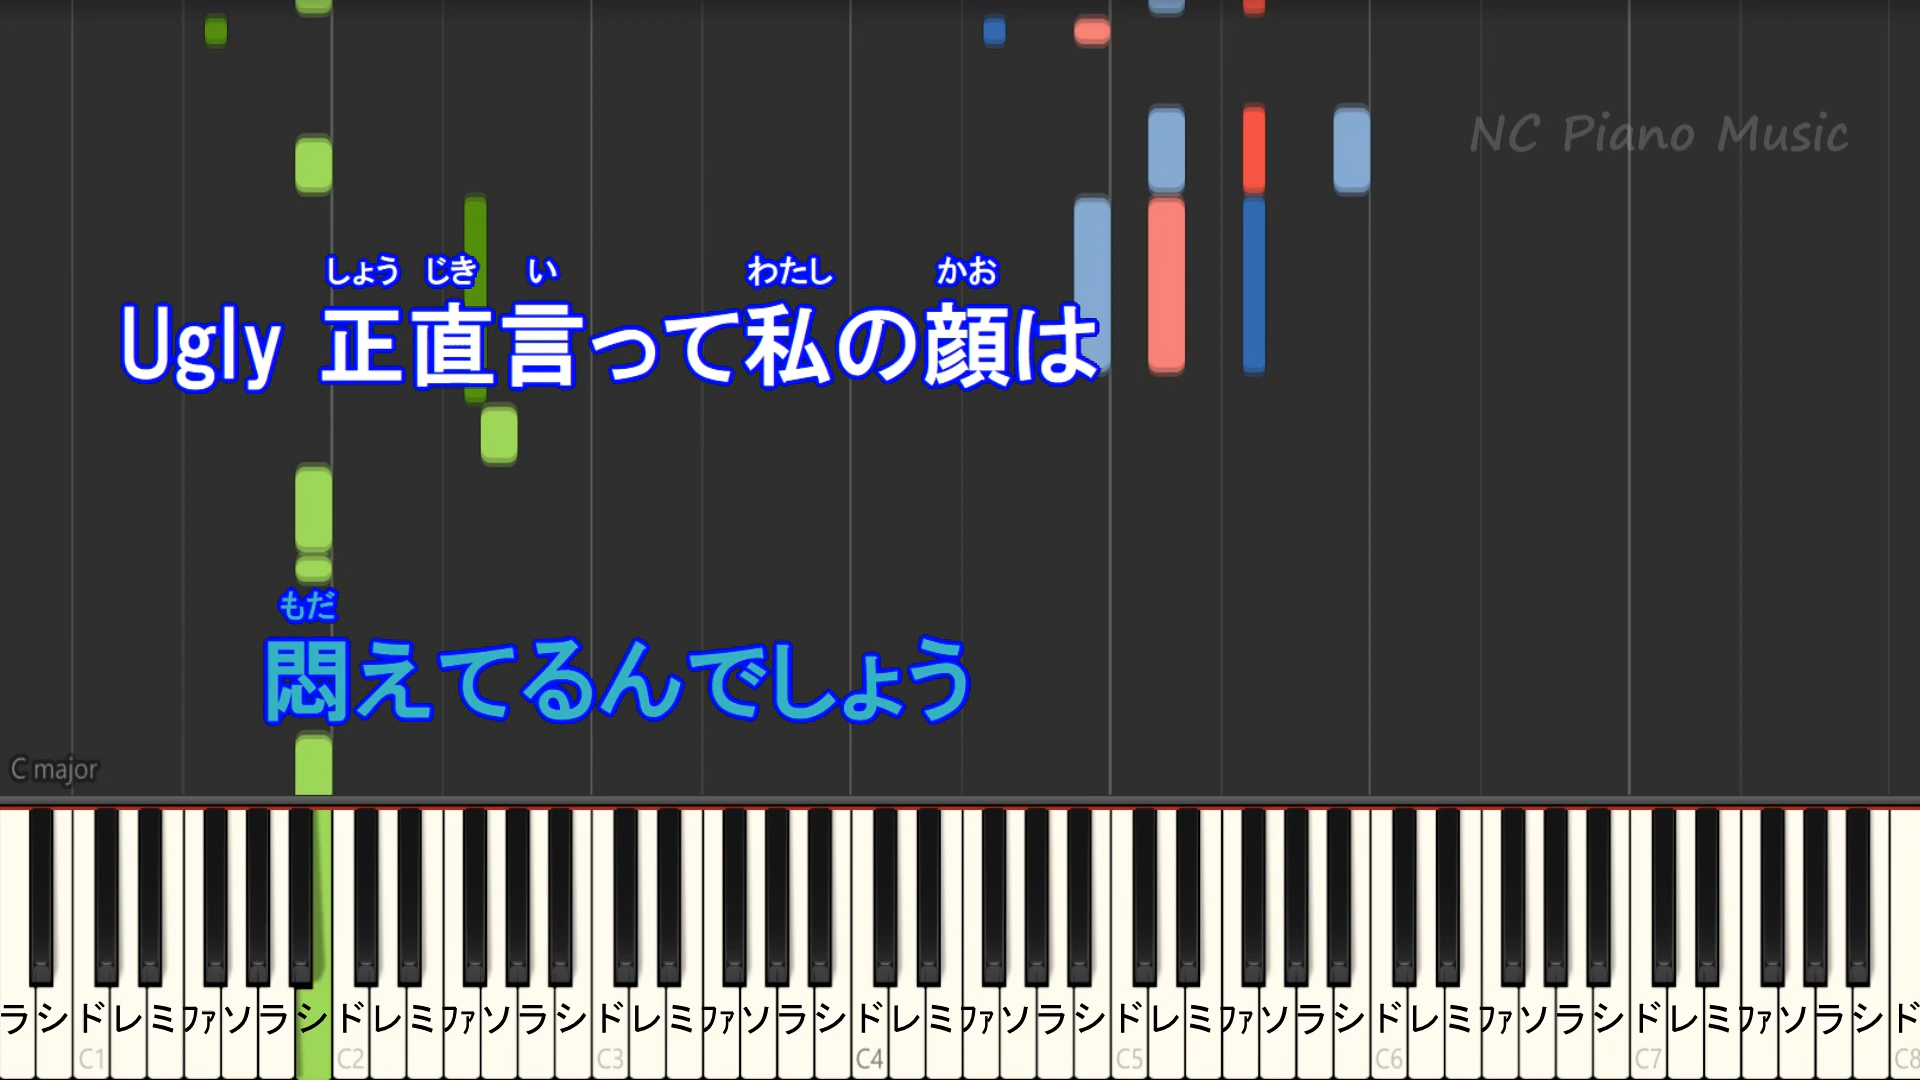 NC Piano Music
しょう じき い わたし かお
Ugly 正直言って私の顔は
もだ
悶えてるんでしょう
C major
ラシドレミファソラシドレミファソラシドレミファソラシドレミファソラシドレミファソラシドレミファソラシドレミファソラシド
C1 C2 C3 C4 C5 C6 C7 C8